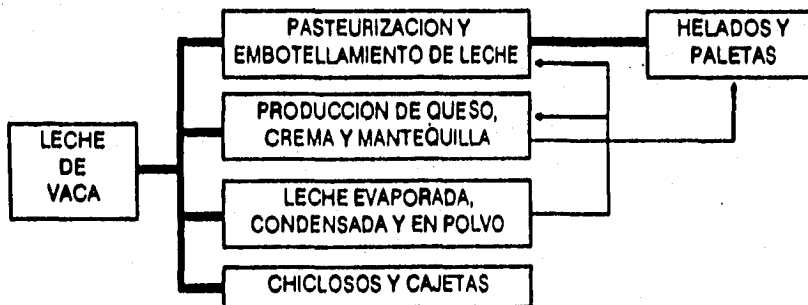 PASTEURIZACION Y
EMBOTELLAMIENTO DE LECHE
HELADOS Y
PALETAS
PRODUCCION DE QUESO,
CREMA Y MANTEQUILLA
LECHE
DE
VACA
LECHE EVAPORADA,
CONDENSADA Y EN POLVO
CHICLOSOS Y CAJETAS